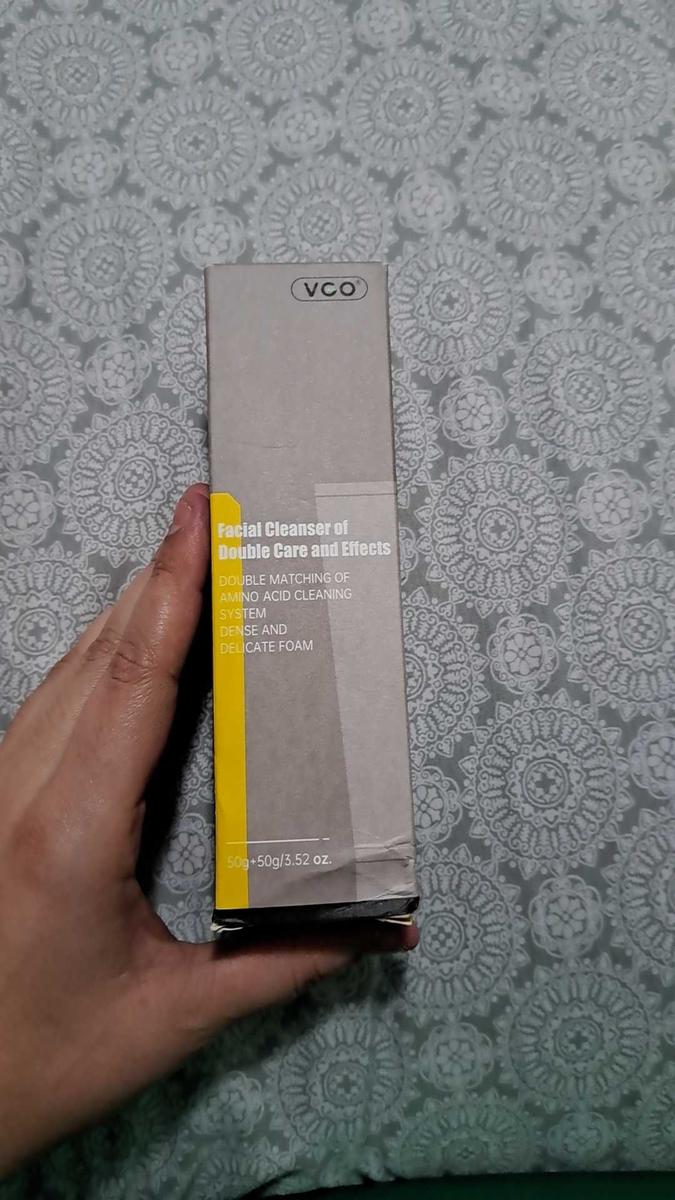 VCO®
Facial Cleanser of
Double Care and Effects
DOUBLE MATCHING OF
AMINO ACID CLEANING
SYSTEM
DENSE AND
DELICATE FOAM
50g+50g/3.52 oz.